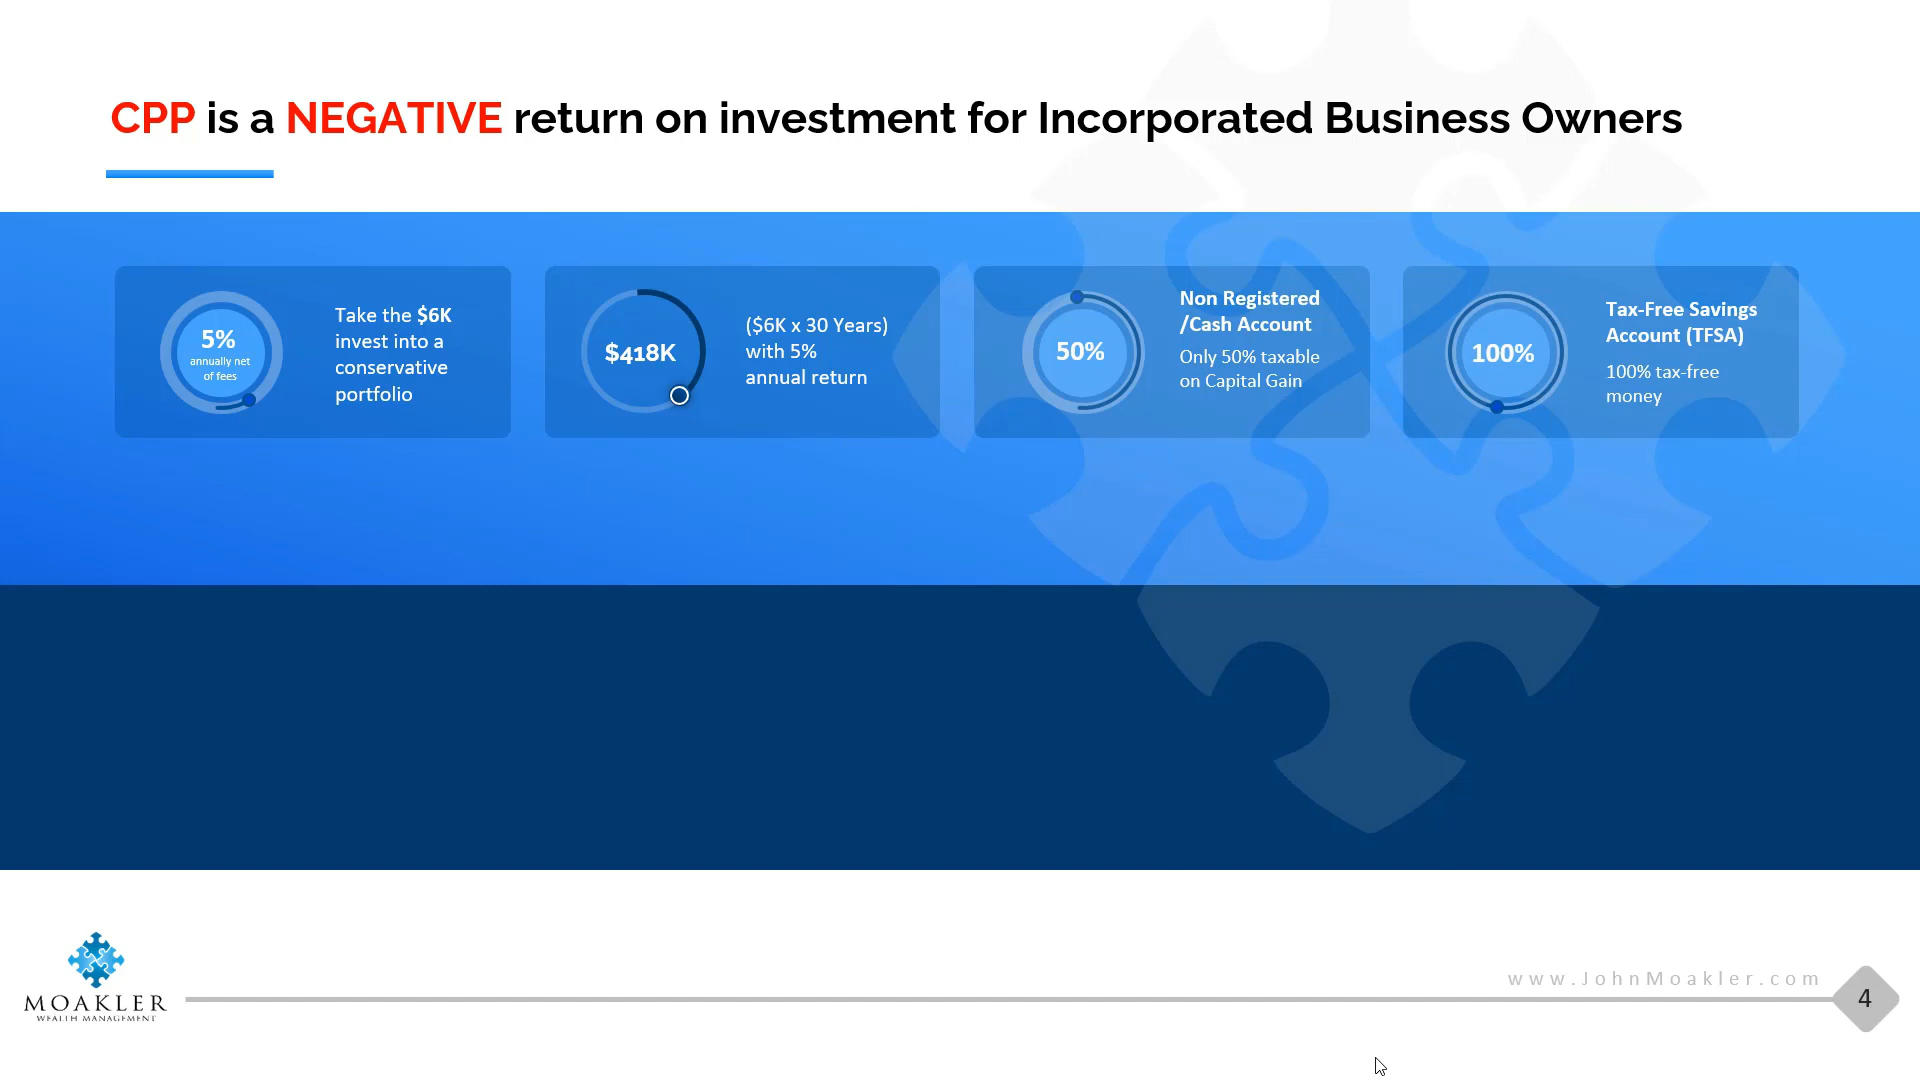 CPP is a NEGATIVE return on investment for Incorporated Business Owners
5%
annually net
of fees
Take the $6K
invest into a
conservative
portfolio
$418K
($6K x 30 Years)
with 5%
annual return
50%
Non Registered
/Cash Account
Only 50% taxable
on Capital Gain
100%
Tax-Free Savings
Account (TFSA)
100% tax-free
money
MOAKLER
WEALTH MANAGEMENT
www.JohnMoakler.com
4